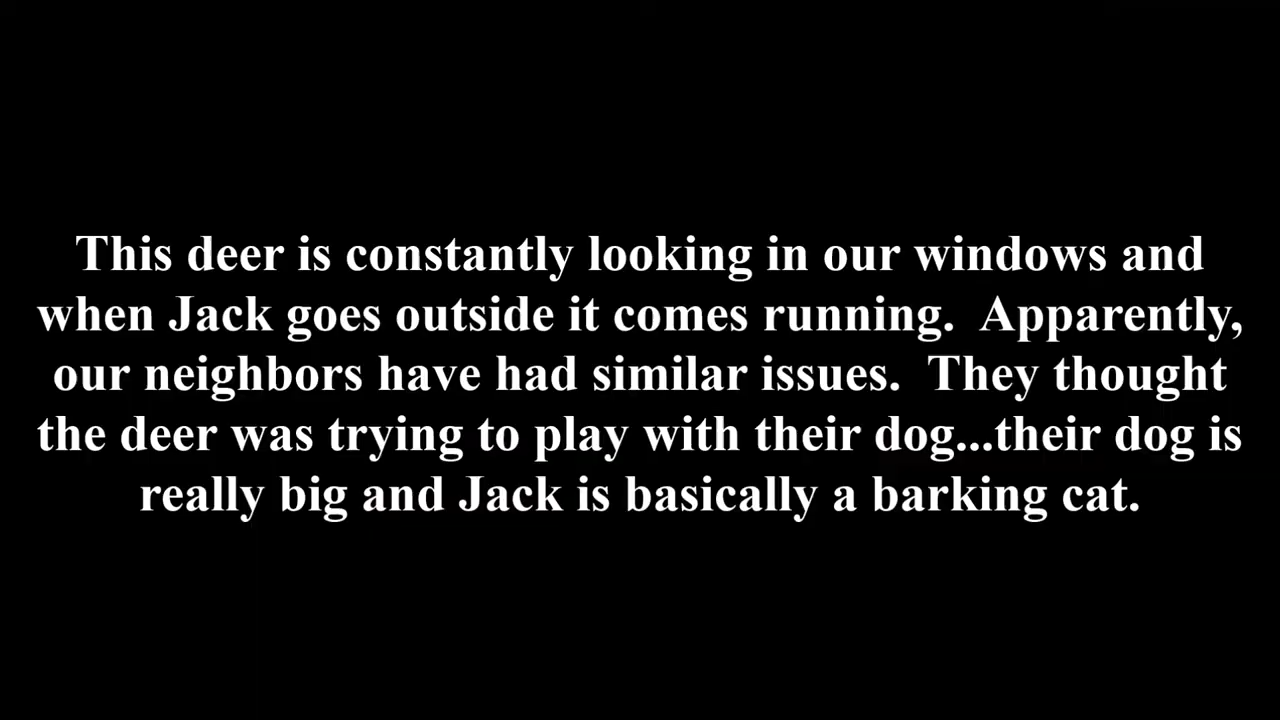 This deer is constantly looking in our windows and
when Jack goes outside it comes running.  Apparently,
our neighbors have had similar issues.  They thought
the deer was trying to play with their dog...their dog is
really big and Jack is basically a barking cat.